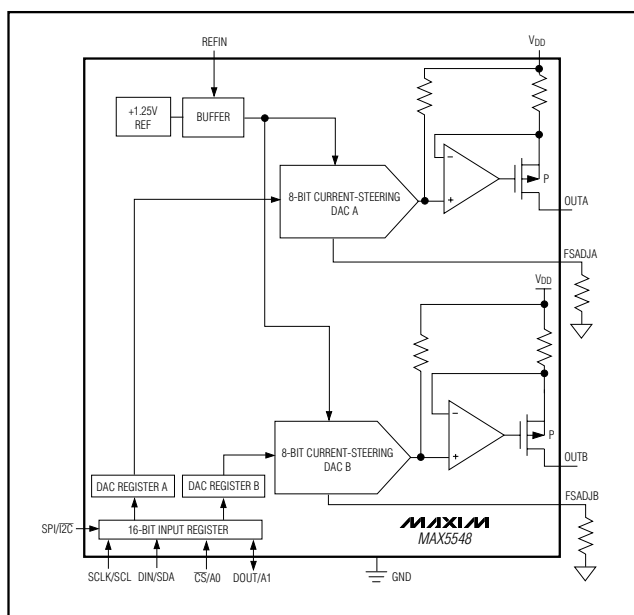 REFIN
VDD
+1.25V
REF
BUFFER
8-BIT CURRENT-STEERING
DAC A
-
+
P
OUTA
FSADJA
VDD
8-BIT CURRENT-STEERING
DAC B
-
+
P
OUTB
FSADJB
DAC REGISTER A
DAC REGISTER B
SPI/I2C
16-BIT INPUT REGISTER
MAXIM
MAX5548
SCLK/SCL
DIN/SDA
CS/A0
DOUT/A1
GND